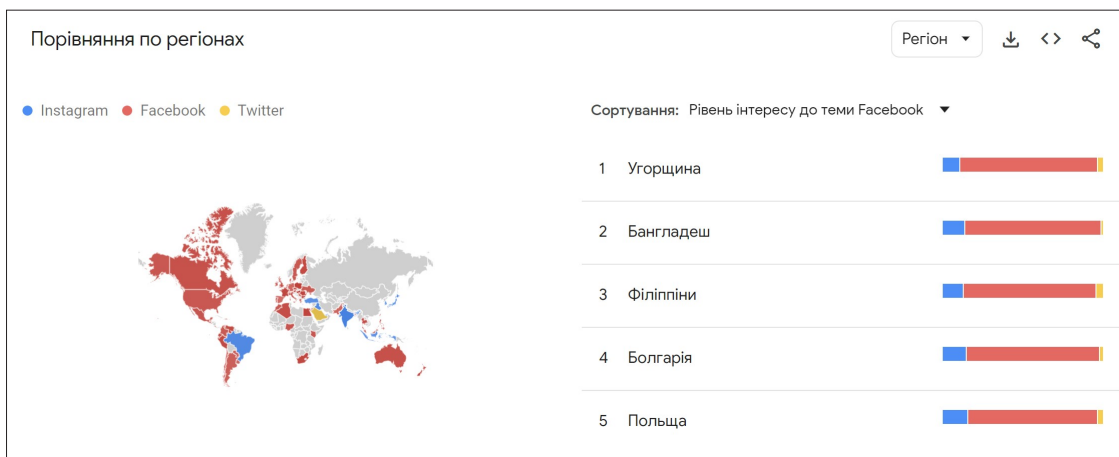 Порівняння по регіонах
Регіон
Instagram Facebook Twitter
Сортування: Рівень інтересу до теми Facebook
1 Угорщина
2 Бангладеш
3 Філіппіни
4 Болгарія
5 Польща